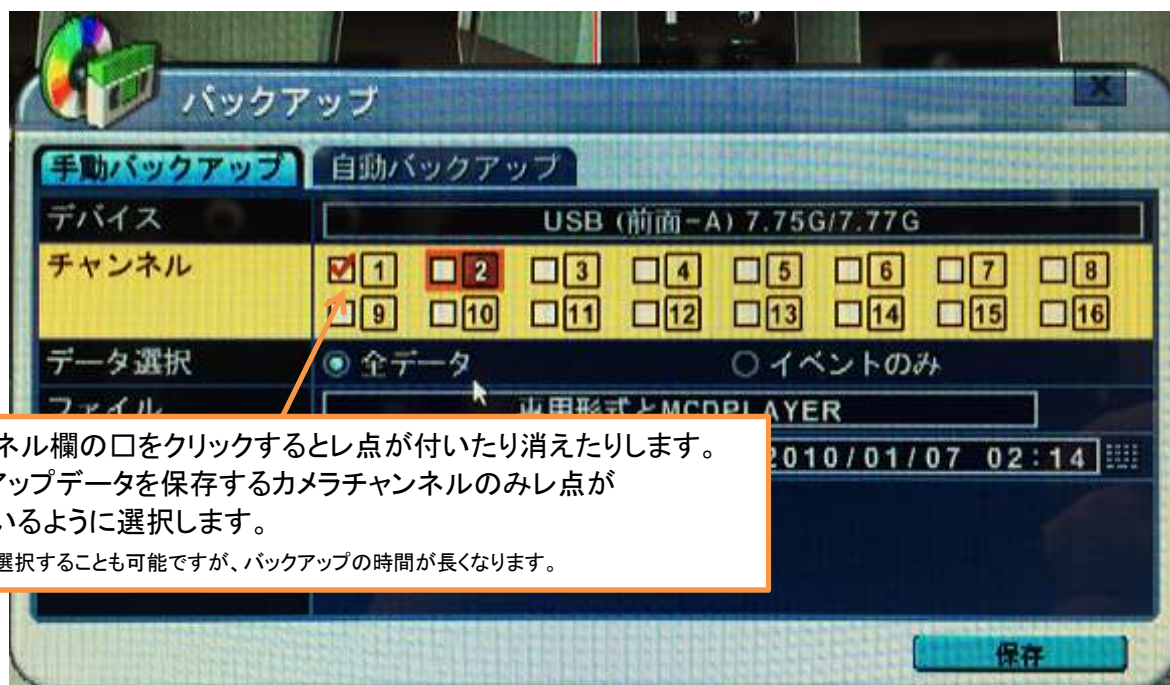 バックアップ
X
手動バックアップ 自動バックアップ
デバイス USB (前面-A) 7.75G/7.77G
チャンネル 1 2 3 4 5 6 7 8
9 10 11 12 13 14 15 16
データ選択 全データ イベントのみ
ファイル MCDPLAYER
2010/01/07 02:14
ネル欄の□をクリックするとレ点が付いたり消えたりします。
アップデータを保存するカメラチャンネルのみレ点が
いるように選択します。
選択することも可能ですが、バックアップの時間が長くなります。
保存